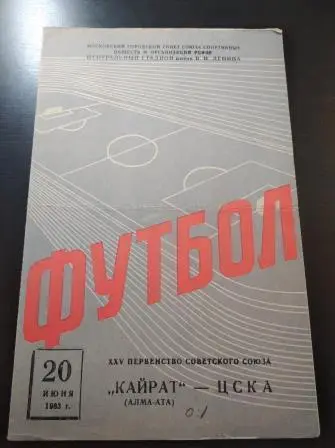 МОСКОВСКИЙ ГОРОДСКОЙ СОВЕТ СОЮЗА СПОРТИВНЫХ
ОБЩЕСТВ И ОРГАНИЗАЦИЙ РСФСР
ЦЕНТРАЛЬНЫЙ СТАДИОН имени В. И. ЛЕНИНА
ФУТБОЛ
20
ИЮНЯ
1963 г.
XXV ПЕРВЕНСТВО СОВЕТСКОГО СОЮЗА
„КАЙРАТ" — ЦСКА
(АЛМА-АТА)
0:1